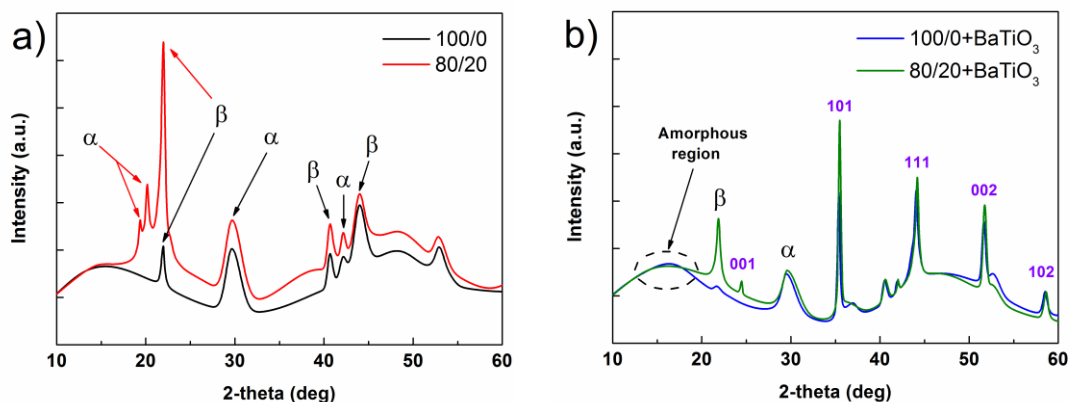 a)
100/0
80/20
α
β
α
β
α
β
Intensity (a.u.)
10 20 30 40 50 60
2-theta (deg)
b)
100/0+BaTiO₃
80/20+BaTiO₃
101
Amorphous
region
111
002
β
001
α
102
Intensity (a.u.)
10 20 30 40 50 60
2-theta (deg)